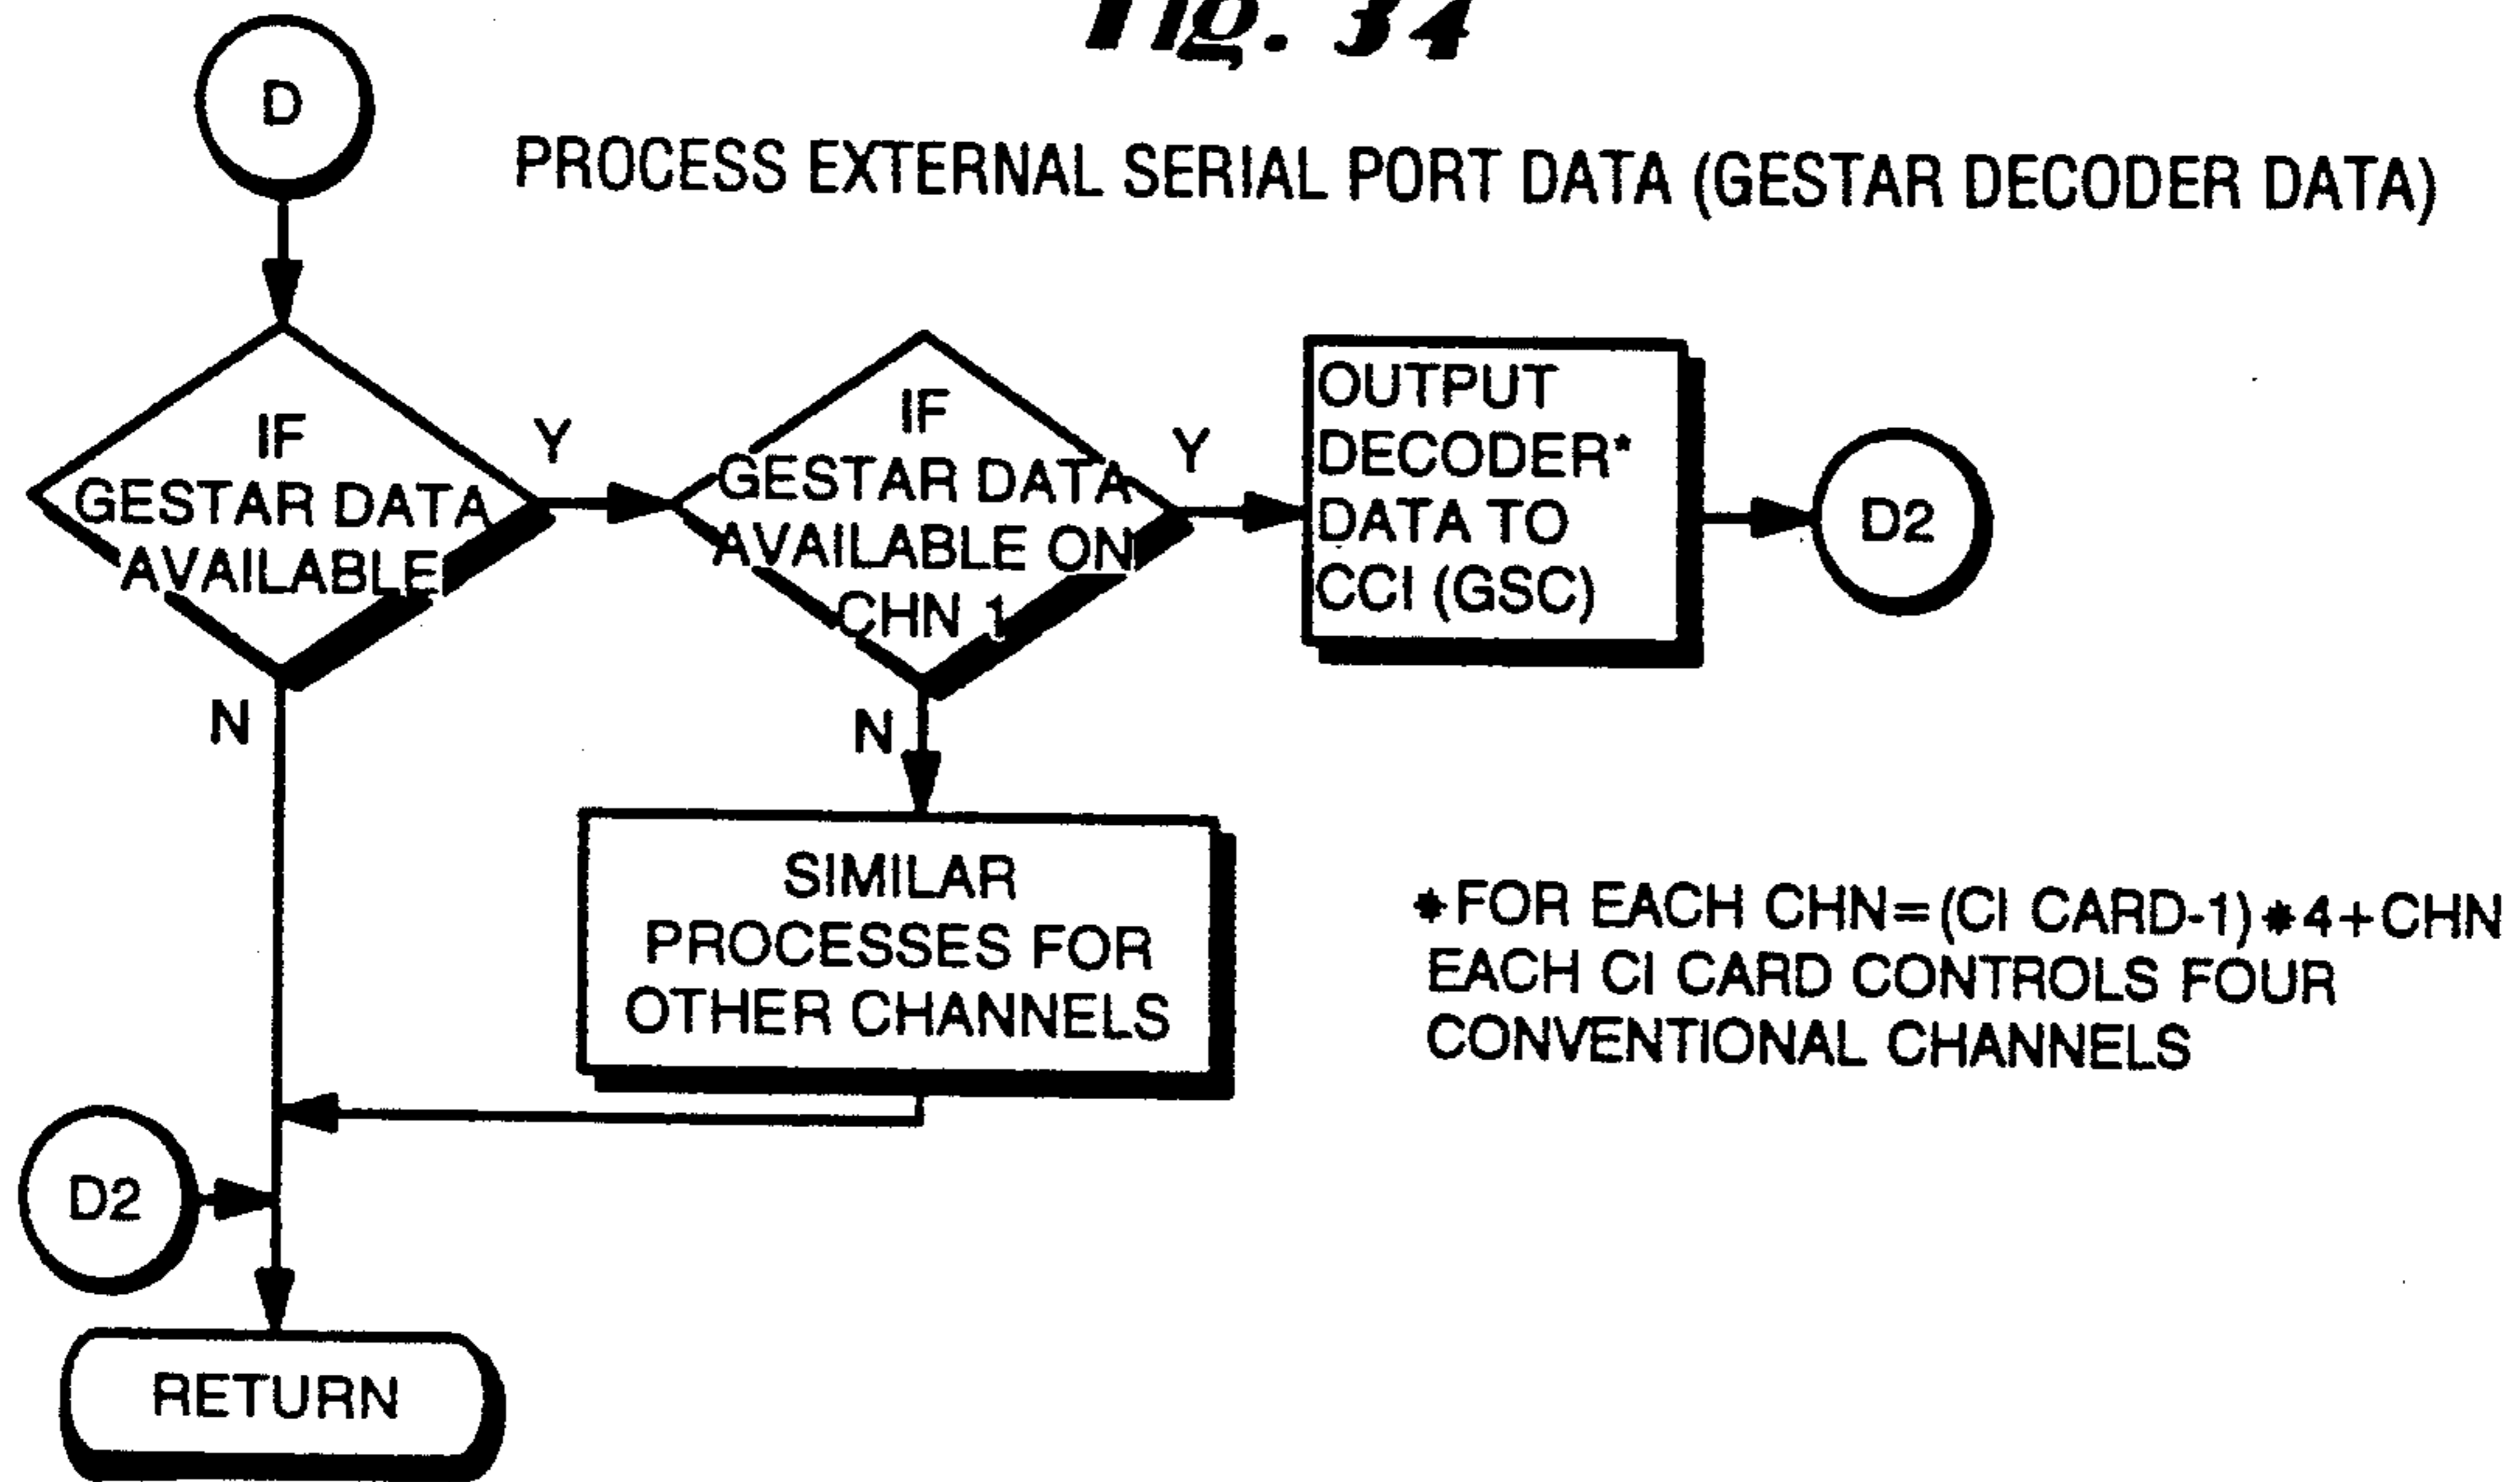 Fig. 34
D
PROCESS EXTERNAL SERIAL PORT DATA (GESTAR DECODER DATA)
IF
GESTAR DATA
AVAILABLE
Y
N
IF
GESTAR DATA
AVAILABLE ON
CHN 1
Y
N
OUTPUT
DECODER*
DATA TO
CCI (GSC)
D2
SIMILAR
PROCESSES FOR
OTHER CHANNELS
*FOR EACH CHN=(CI CARD-1)*4+CHN
EACH CI CARD CONTROLS FOUR
CONVENTIONAL CHANNELS
D2
RETURN